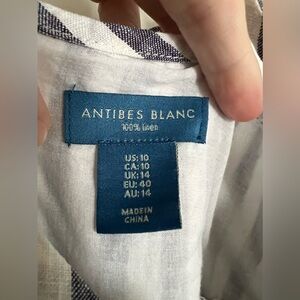 ANTIBES BLANC
100% linen
US: 10
CA: 10
UK: 14
EU: 40
AU: 14
MADE IN
CHINA